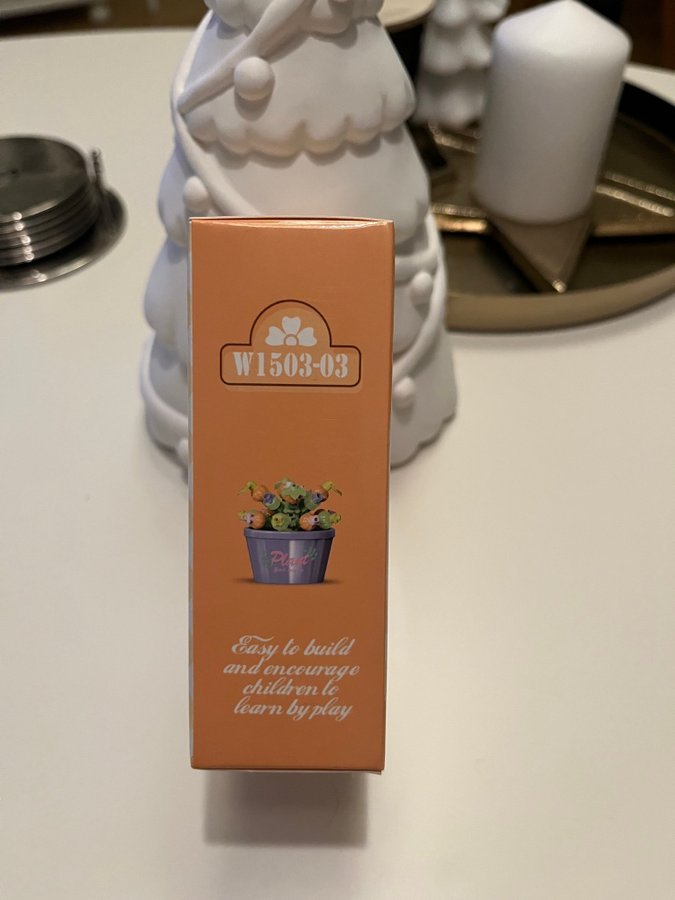 W1503-03
Plant
Easy to build
and encourage
children to
learn by play